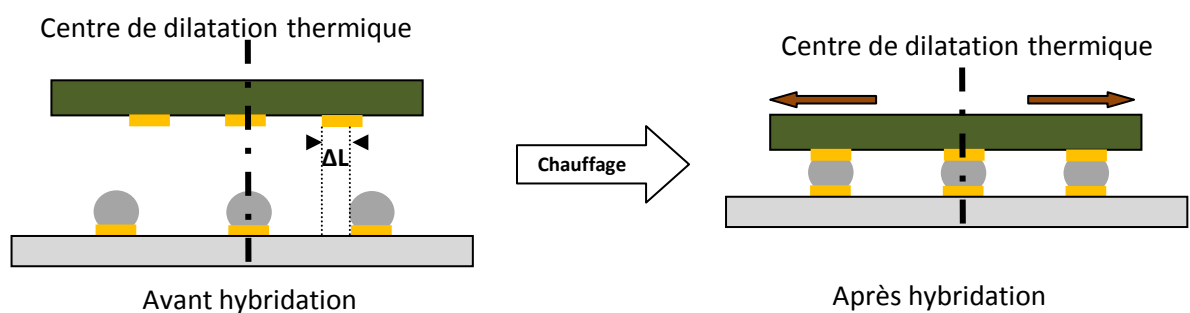 Centre de dilatation thermique
ΔL
Avant hybridation
Chauffage
Centre de dilatation thermique
Après hybridation